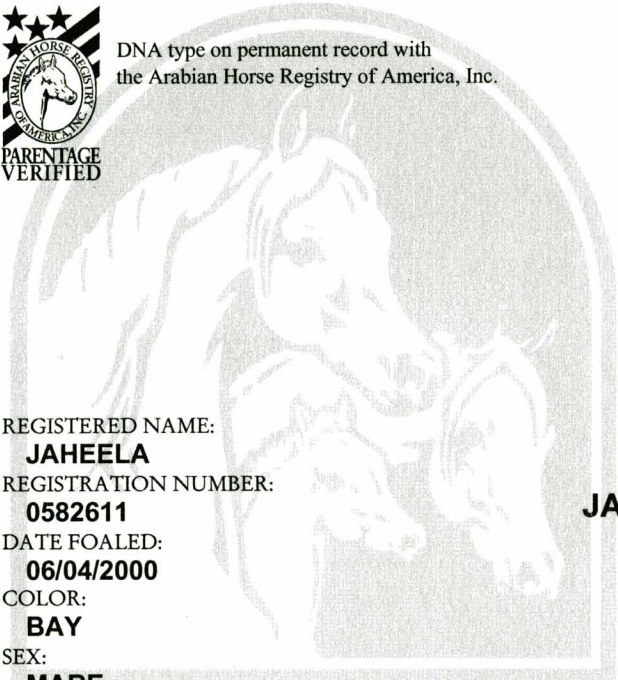 ARABIAN HORSE REGISTRY
OF AMERICA, INC.
PARENTAGE
VERIFIED
DNA type on permanent record with
the Arabian Horse Registry of America, Inc.
REGISTERED NAME:
JAHEELA
REGISTRATION NUMBER:
0582611
JA
DATE FOALED:
06/04/2000
COLOR:
BAY
SEX:
MARE